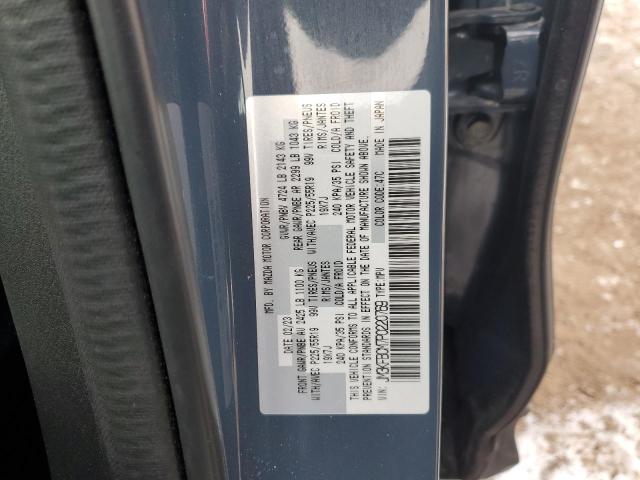 MFD. BY MAZDA MOTOR CORPORATION
DATE: 02/23 GVWR/PNBV 4724 LB 2143 KG
FRONT GAWR/PNBE AV 2425 LB 1100 KG REAR GAWR/PNBE AR 2299 LB 1043 KG
WITH/AVEC P225/55R19 99V TIRES/PNEUS WITH/AVEC P225/55R19 99V TIRES/PNEUS
19X7J RIMS/JANTES 19X7J RIMS/JANTES
240 KPA/35 PSI COLD/A FROID 240 KPA/35 PSI COLD/A FROID
THIS VEHICLE CONFORMS TO ALL APPLICABLE FEDERAL MOTOR VEHICLE SAFETY AND THEFT
PREVENTION STANDARDS IN EFFECT ON THE DATE OF MANUFACTURE SHOWN ABOVE.
VIN: TYPE:MPV COLOR CODE:47C MADE IN JAPAN